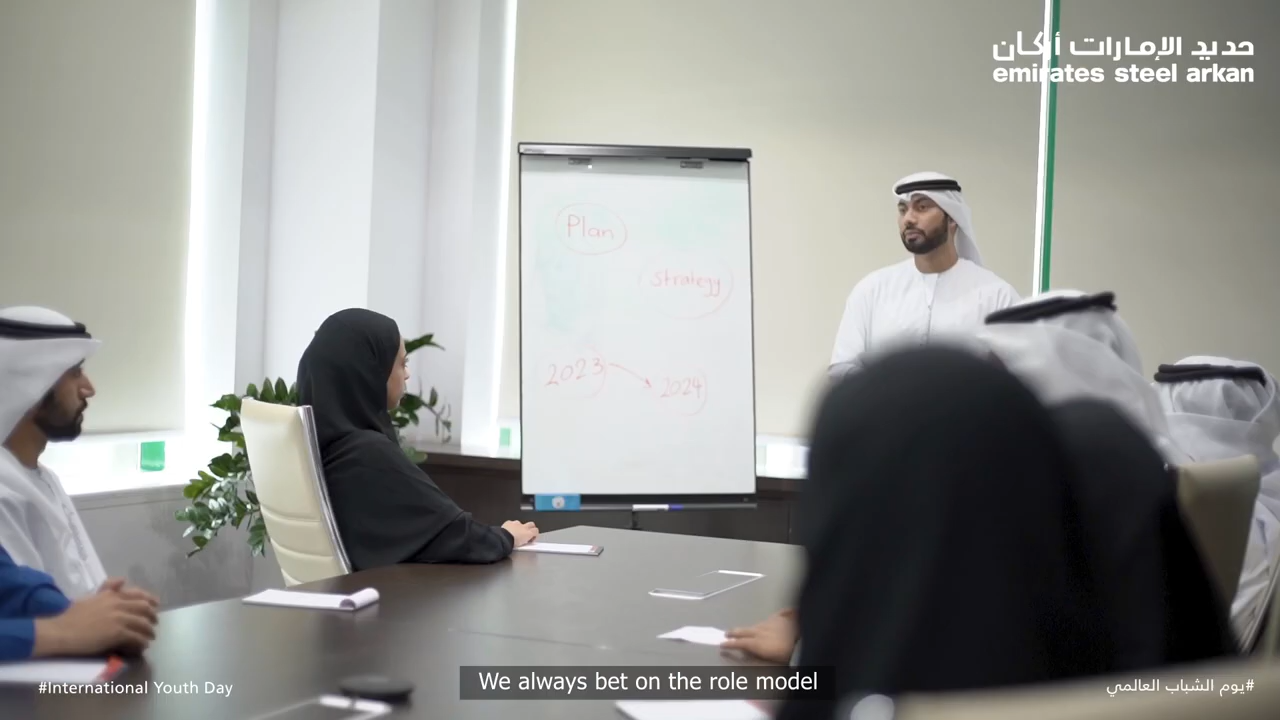 حديد الإمارات أركان
emirates steel arkan
Plan
strategy
2023
2024
We always bet on the role model
#International Youth Day
#يوم الشباب العالمي